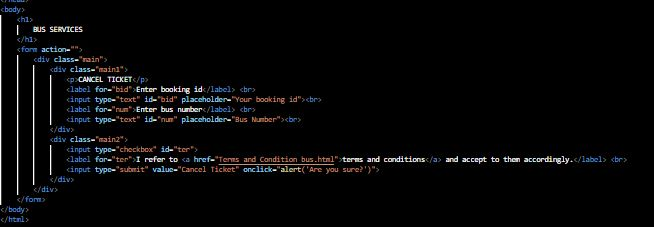 </head>
<body>
<h1>
BUS SERVICES
</h1>
<form action="">
<div class="main">
<div class="main1">
<p>CANCEL TICKET</p>
<label for="bid">Enter booking id</label> <br>
<input type="text" id="bid" placeholder="Your booking id"><br>
<label for="num">Enter bus number</label> <br>
<input type="text" id="num" placeholder="Bus Number"><br>
</div>
<div class="main2">
<input type="checkbox" id="ter">
<label for="ter">I refer to <a href="Terms and Condition bus.html">terms and conditions</a> and accept to them accordingly.</label> <br>
<input type="submit" value="Cancel Ticket" onclick="alert('Are you sure?')">
</div>
</div>
</form>
</body>
</html>